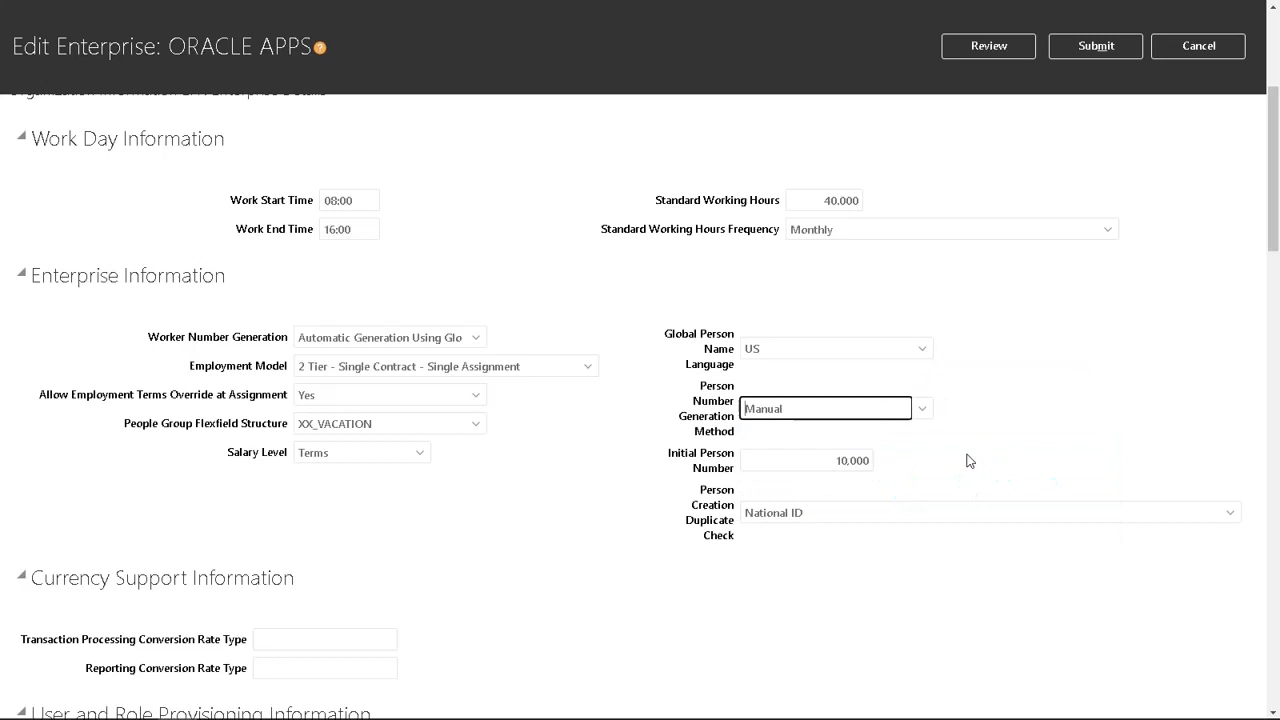 Edit Enterprise: ORACLE APPS?
Review
Submit
Cancel
Work Day Information
Work Start Time 08:00
Standard Working Hours 40.000
Work End Time 16:00
Standard Working Hours Frequency Monthly
Enterprise Information
Worker Number Generation Automatic Generation Using Glo
Employment Model 2 Tier - Single Contract - Single Assignment
Allow Employment Terms Override at Assignment Yes
People Group Flexfield Structure XX_VACATION
Salary Level Terms
Global Person
Name US
Language
Person
Number
Generation Manual
Method
Initial Person
Number 10,000
Person
Creation
Duplicate National ID
Check
Currency Support Information
Transaction Processing Conversion Rate Type
Reporting Conversion Rate Type
User and Role Provisioning Information